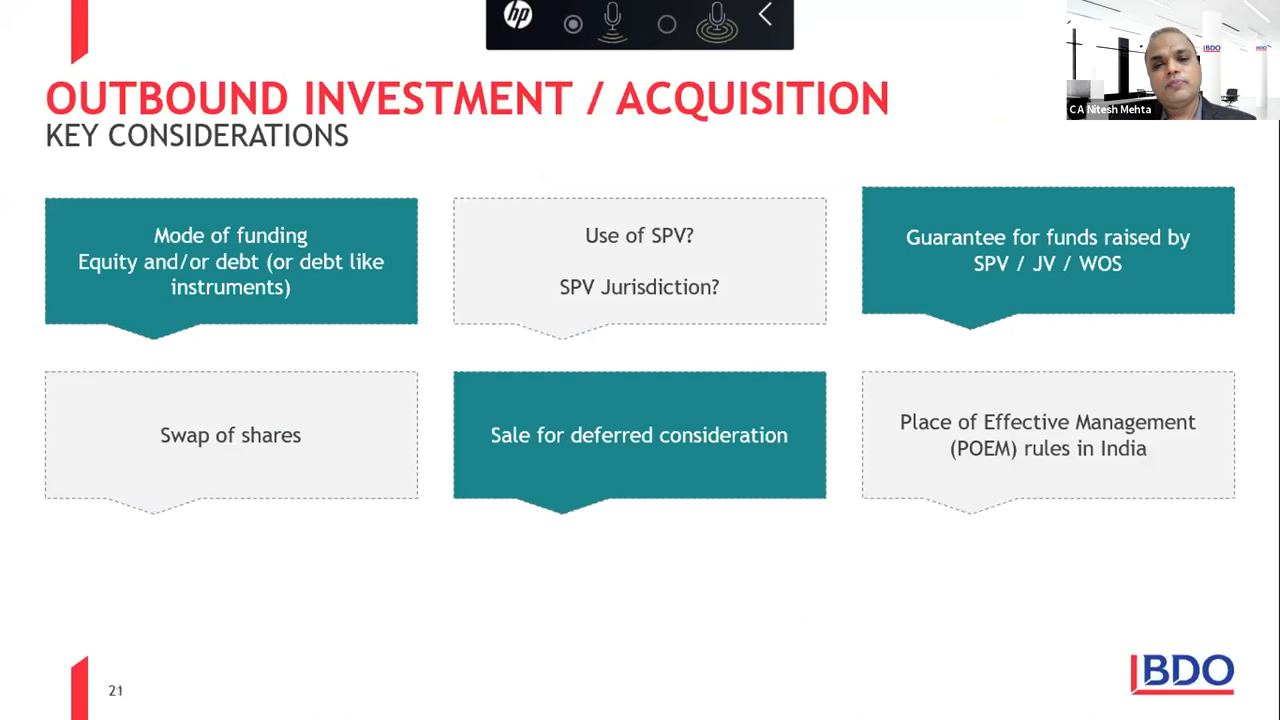 hp
OUTBOUND INVESTMENT / ACQUISITION
KEY CONSIDERATIONS
BDO
CA Nitesh Mehta
Mode of funding
Equity and/or debt (or debt like
instruments)
Use of SPV?
SPV Jurisdiction?
Guarantee for funds raised by
SPV / JV / WOS
Swap of shares
Sale for deferred consideration
Place of Effective Management
(POEM) rules in India
21
BDO